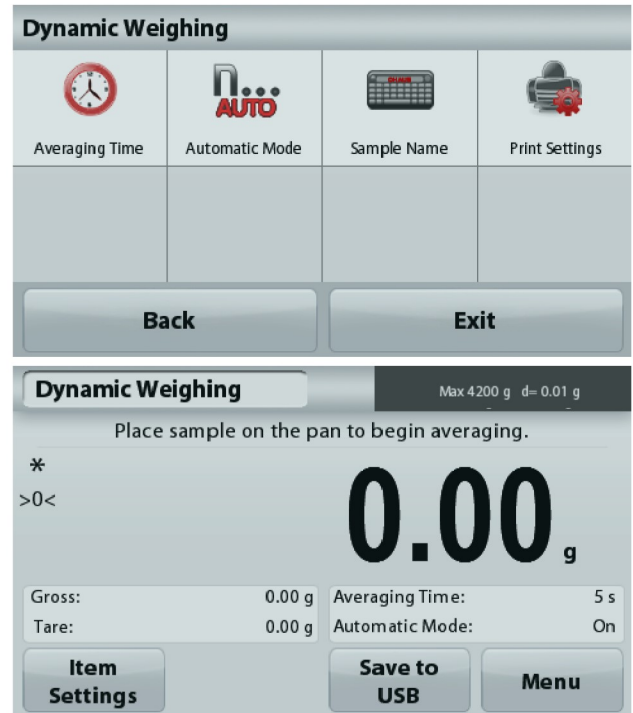 Dynamic Weighing
n...
AUTO
OHAUS
Averaging Time
Automatic Mode
Sample Name
Print Settings
Back
Exit
Dynamic Weighing
Max 4200 g d= 0.01 g
Place sample on the pan to begin averaging.
*
>0<
0.00 g
Gross: 0.00 g
Averaging Time: 5 s
Tare: 0.00 g
Automatic Mode: On
Item
Settings
Save to
USB
Menu